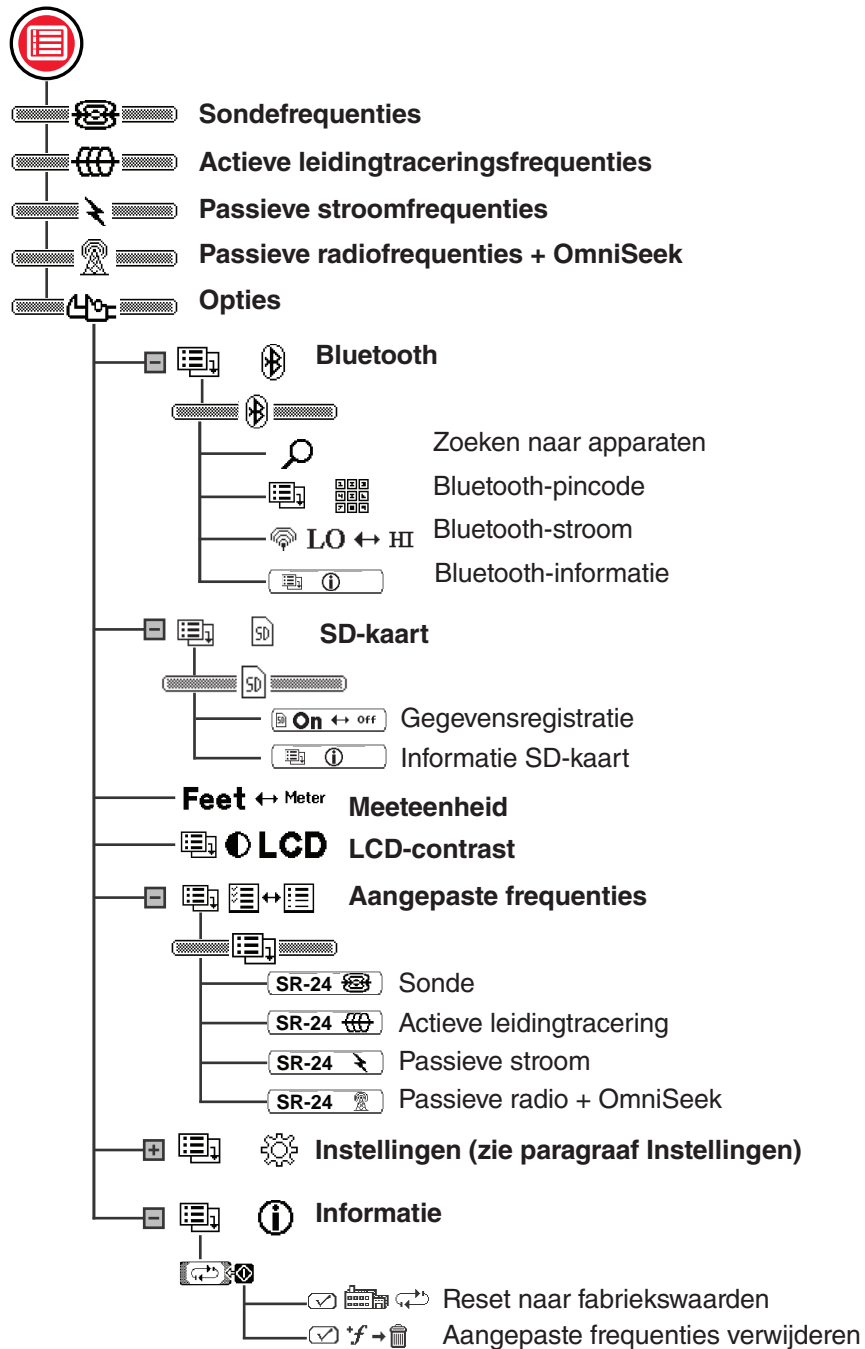 Sondefrequenties
Actieve leidingtraceringsfrequenties
Passieve stroomfrequenties
Passieve radiofrequenties + OmniSeek
Opties
Bluetooth
Zoeken naar apparaten
Bluetooth-pincode
LO ↔ HI Bluetooth-stroom
Bluetooth-informatie
SD SD-kaart
SD
On ↔ Off Gegevensregistratie
Informatie SD-kaart
Feet ↔ Meter Meeteenheid
LCD LCD-contrast
Aangepaste frequenties
SR-24 Sonde
SR-24 Actieve leidingtracering
SR-24 Passieve stroom
SR-24 Passieve radio + OmniSeek
Instellingen (zie paragraaf Instellingen)
Informatie
Reset naar fabriekswaarden
+f → Aangepaste frequenties verwijderen